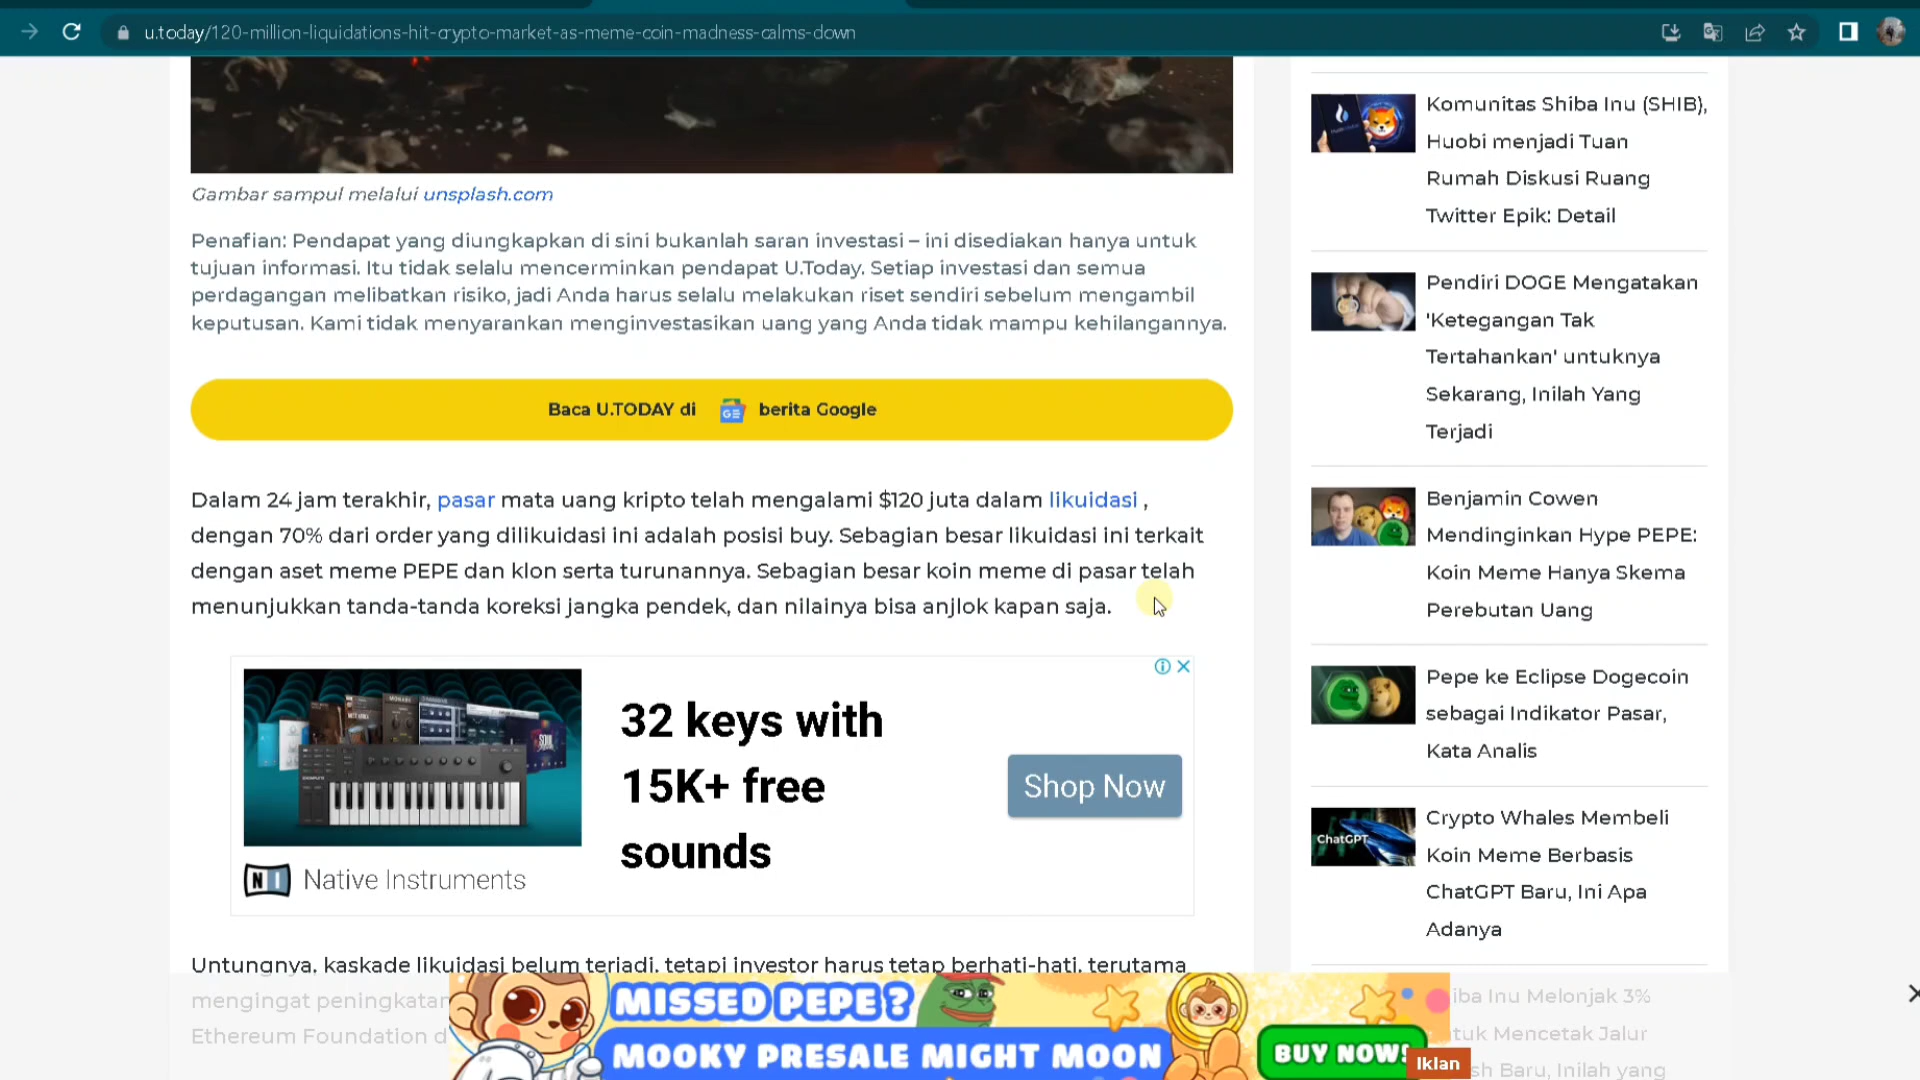 u.today/120-million-liquidations-hit-crypto-market-as-meme-coin-madness-calms-down
Gambar sampul melalui unsplash.com
Penafian: Pendapat yang diungkapkan di sini bukanlah saran investasi – ini disediakan hanya untuk
tujuan informasi. Itu tidak selalu mencerminkan pendapat U.Today. Setiap investasi dan semua
perdagangan melibatkan risiko, jadi Anda harus selalu melakukan riset sendiri sebelum mengambil
keputusan. Kami tidak menyarankan menginvestasikan uang yang Anda tidak mampu kehilangannya.
Baca U.TODAY di GE berita Google
Dalam 24 jam terakhir, pasar mata uang kripto telah mengalami $120 juta dalam likuidasi ,
dengan 70% dari order yang dilikuidasi ini adalah posisi buy. Sebagian besar likuidasi ini terkait
dengan aset meme PEPE dan klon serta turunannya. Sebagian besar koin meme di pasar telah
menunjukkan tanda-tanda koreksi jangka pendek, dan nilainya bisa anjlok kapan saja.
32 keys with
15K+ free
sounds
Shop Now
NI Native Instruments
Untungnya, kaskade likuidasi belum terjadi, tetapi investor harus tetap berhati-hati, terutama
mengingat peningkatan
Ethereum Foundation d
MISSED PEPE?
MOOKY PRESALE MIGHT MOON
BUY NOW!
Iklan
Komunitas Shiba Inu (SHIB),
Huobi menjadi Tuan
Rumah Diskusi Ruang
Twitter Epik: Detail
Pendiri DOGE Mengatakan
'Ketegangan Tak
Tertahankan' untuknya
Sekarang, Inilah Yang
Terjadi
Benjamin Cowen
Mendinginkan Hype PEPE:
Koin Meme Hanya Skema
Perebutan Uang
Pepe ke Eclipse Dogecoin
sebagai Indikator Pasar,
Kata Analis
ChatGPT
Crypto Whales Membeli
Koin Meme Berbasis
ChatGPT Baru, Ini Apa
Adanya
iba Inu Melonjak 3%
tuk Mencetak Jalur
sh Baru, Inilah yang